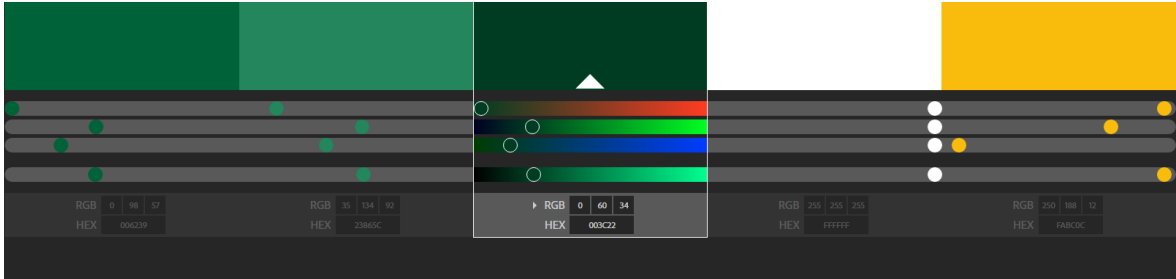 RGB 0 98 57
HEX 006239
RGB 35 134 92
HEX 23865C
RGB 0 60 34
HEX 003C22
RGB 255 255 255
HEX FFFFFF
RGB 250 188 12
HEX FABC0C